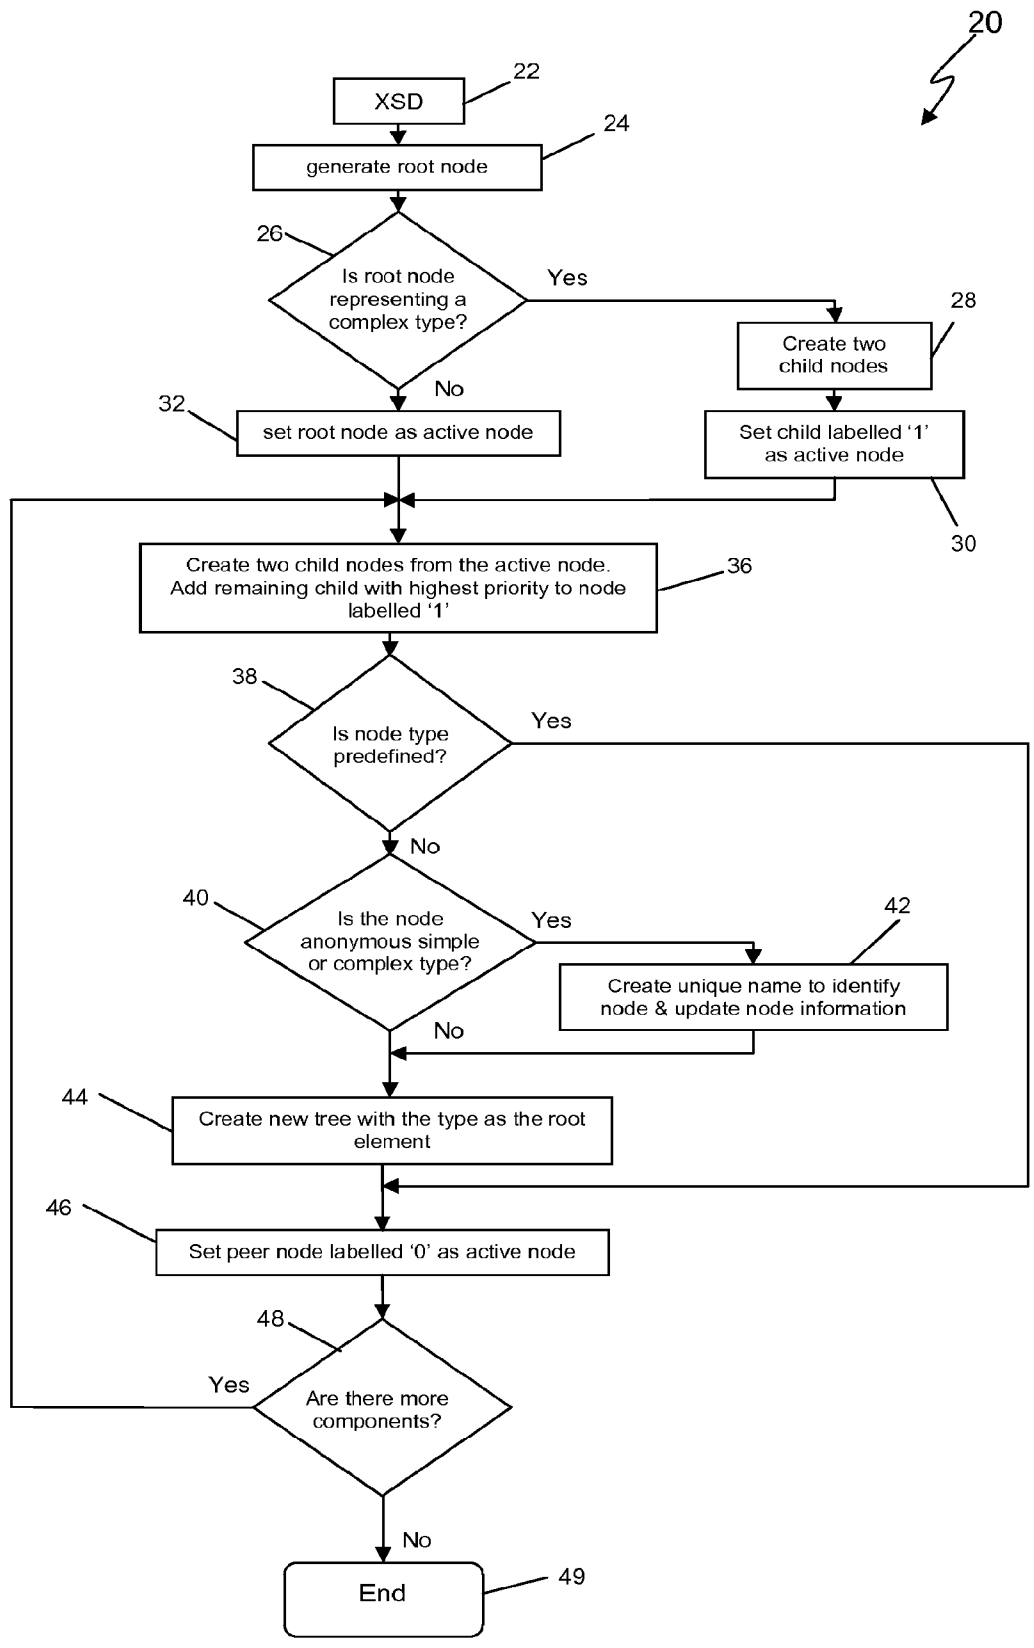 20
22
XSD
24
generate root node
26
Is root node
representing a
complex type?
Yes
28
Create two
child nodes
No
32
set root node as active node
Set child labelled ‘1’
as active node
30
Create two child nodes from the active node.
Add remaining child with highest priority to node
labelled ‘1’
36
38
Is node type
predefined?
Yes
No
40
Is the node
anonymous simple
or complex type?
Yes
42
Create unique name to identify
node & update node information
No
44
Create new tree with the type as the root
element
46
Set peer node labelled ‘0’ as active node
48
Yes
Are there more
components?
No
End
49